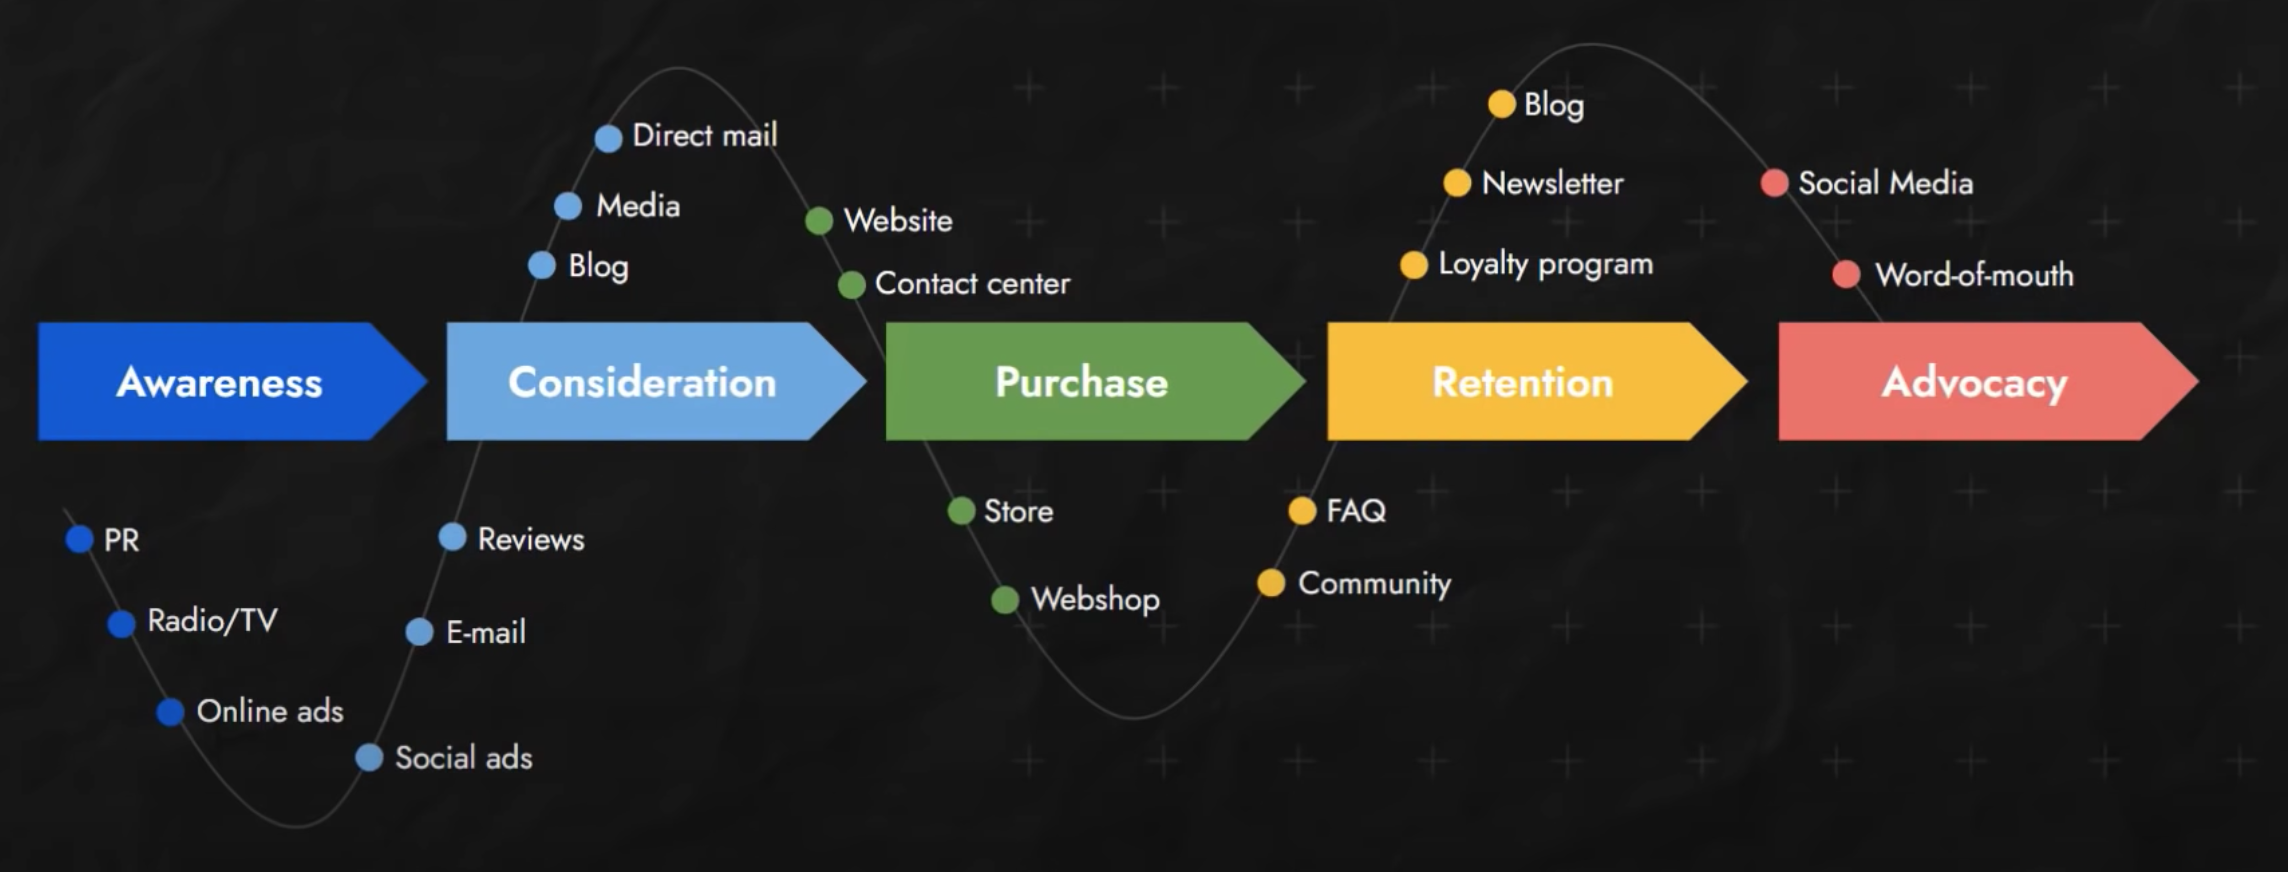 Blog
Direct mail
Newsletter
Social Media
Media
Website
Blog
Loyalty program
Word-of-mouth
Contact center
Awareness
Consideration
Purchase
Retention
Advocacy
PR
Reviews
Store
FAQ
Radio/TV
E-mail
Webshop
Community
Online ads
Social ads